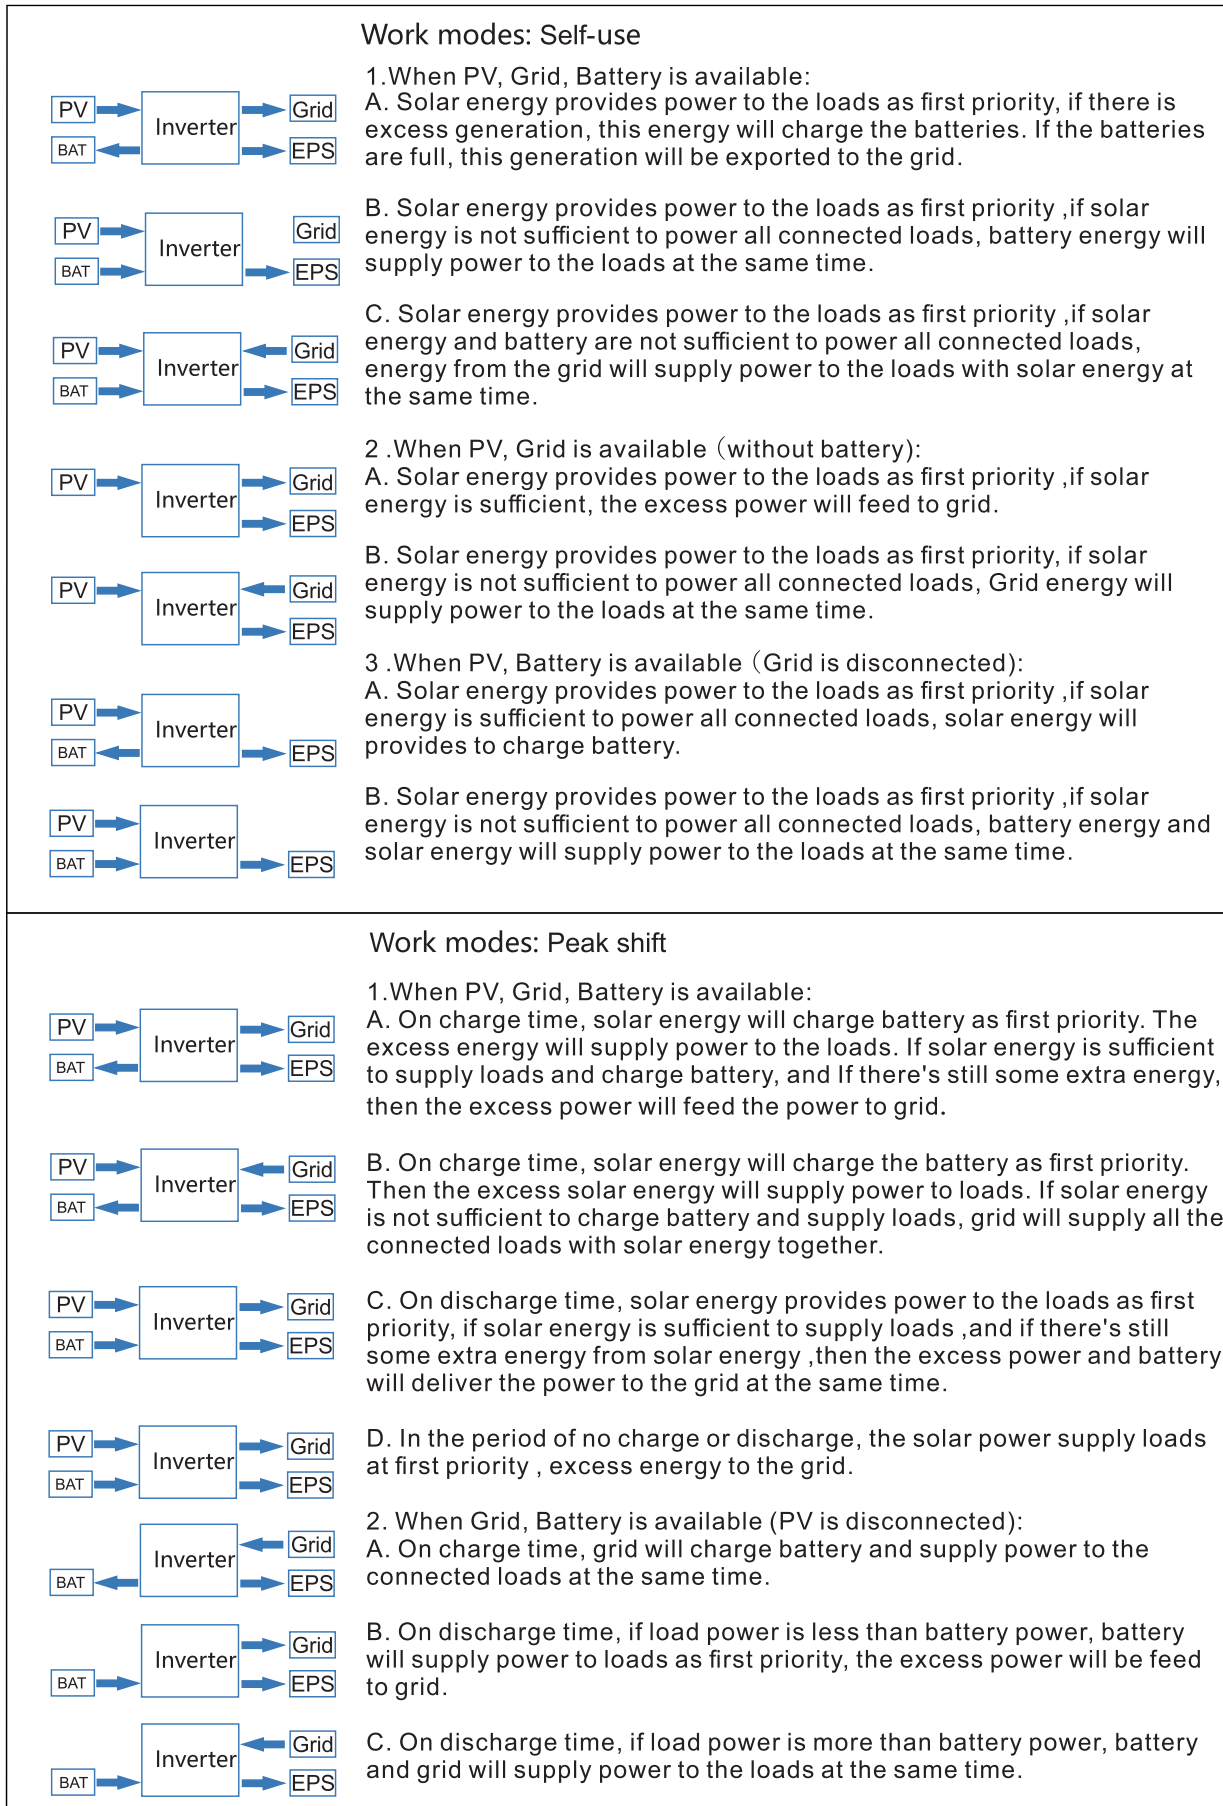 Work modes: Self-use
1.When PV, Grid, Battery is available:
PV Inverter Grid
BAT EPS
A. Solar energy provides power to the loads as first priority, if there is
excess generation, this energy will charge the batteries. If the batteries
are full, this generation will be exported to the grid.
PV Inverter Grid
BAT EPS
B. Solar energy provides power to the loads as first priority ,if solar
energy is not sufficient to power all connected loads, battery energy will
supply power to the loads at the same time.
PV Inverter Grid
BAT EPS
C. Solar energy provides power to the loads as first priority ,if solar
energy and battery are not sufficient to power all connected loads,
energy from the grid will supply power to the loads with solar energy at
the same time.
2 .When PV, Grid is available（without battery):
PV Inverter Grid
EPS
A. Solar energy provides power to the loads as first priority ,if solar
energy is sufficient, the excess power will feed to grid.
PV Inverter Grid
EPS
B. Solar energy provides power to the loads as first priority, if solar
energy is not sufficient to power all connected loads, Grid energy will
supply power to the loads at the same time.
3 .When PV, Battery is available（Grid is disconnected):
PV Inverter
BAT EPS
A. Solar energy provides power to the loads as first priority ,if solar
energy is sufficient to power all connected loads, solar energy will
provides to charge battery.
PV Inverter
BAT EPS
B. Solar energy provides power to the loads as first priority ,if solar
energy is not sufficient to power all connected loads, battery energy and
solar energy will supply power to the loads at the same time.
Work modes: Peak shift
1.When PV, Grid, Battery is available:
PV Inverter Grid
BAT EPS
A. On charge time, solar energy will charge battery as first priority. The
excess energy will supply power to the loads. If solar energy is sufficient
to supply loads and charge battery, and If there's still some extra energy,
then the excess power will feed the power to grid.
PV Inverter Grid
BAT EPS
B. On charge time, solar energy will charge the battery as first priority.
Then the excess solar energy will supply power to loads. If solar energy
is not sufficient to charge battery and supply loads, grid will supply all the
connected loads with solar energy together.
PV Inverter Grid
BAT EPS
C. On discharge time, solar energy provides power to the loads as first
priority, if solar energy is sufficient to supply loads ,and if there's still
some extra energy from solar energy ,then the excess power and battery
will deliver the power to the grid at the same time.
PV Inverter Grid
BAT EPS
D. In the period of no charge or discharge, the solar power supply loads
at first priority , excess energy to the grid.
2. When Grid, Battery is available (PV is disconnected):
Inverter Grid
BAT EPS
A. On charge time, grid will charge battery and supply power to the
connected loads at the same time.
Inverter Grid
BAT EPS
B. On discharge time, if load power is less than battery power, battery
will supply power to loads as first priority, the excess power will be feed
to grid.
Inverter Grid
BAT EPS
C. On discharge time, if load power is more than battery power, battery
and grid will supply power to the loads at the same time.